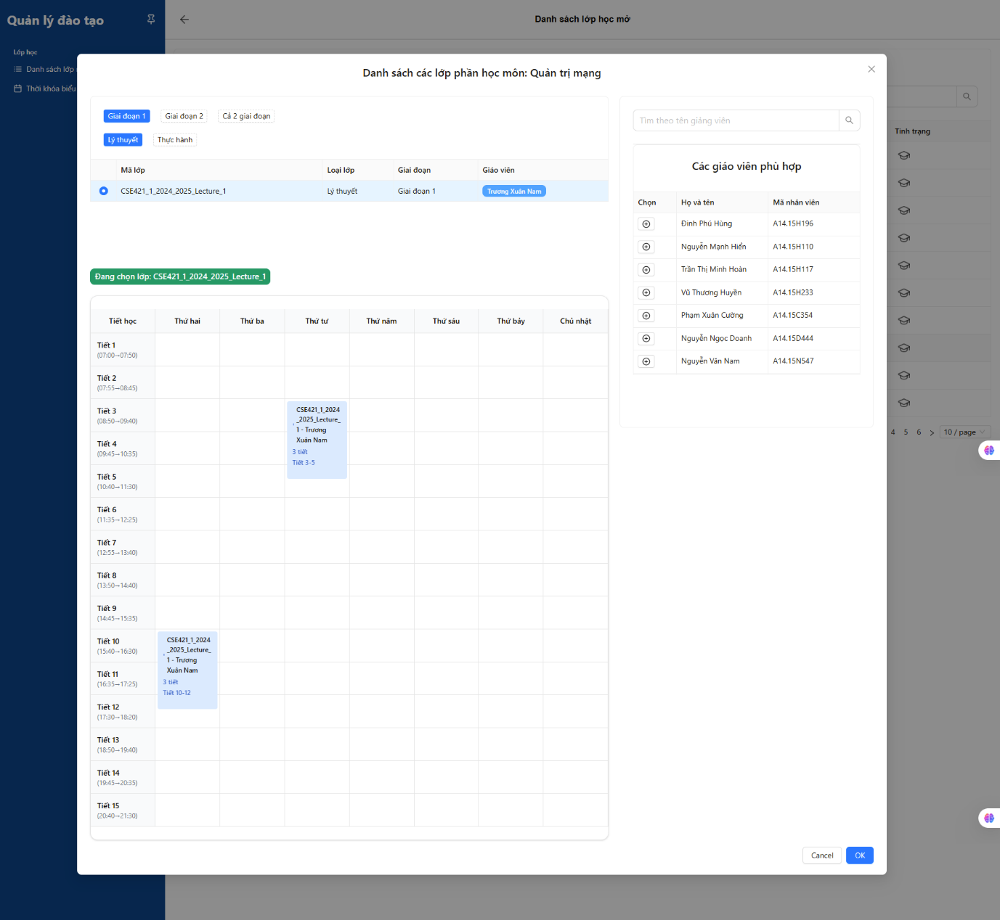 Quản lý đào tạo
Danh sách lớp học mở
Lớp học
Danh sách lớp
Thời khóa biểu
Danh sách các lớp phần học môn: Quản trị mạng
Giai đoạn 1 Giai đoạn 2 Cả 2 giai đoạn
Lý thuyết Thực hành
Mã lớp Loại lớp Giai đoạn Giáo viên
CSE421_1_2024_2025_Lecture_1 Lý thuyết Giai đoạn 1 Trương Xuân Nam
Đang chọn lớp: CSE421_1_2024_2025_Lecture_1
Tiết học Thứ hai Thứ ba Thứ tư Thứ năm Thứ sáu Thứ bảy Chủ nhật
Tiết 1
(07:00→07:50)
Tiết 2
(07:55→08:45)
Tiết 3
(08:50→09:40)
Tiết 4
(09:45→10:35)
Tiết 5
(10:40→11:30)
CSE421_1_2024
_2025_Lecture_
1 - Trương
Xuân Nam
3 tiết
Tiết 3-5
Tiết 6
(11:35→12:25)
Tiết 7
(12:55→13:40)
Tiết 8
(13:50→14:40)
Tiết 9
(14:45→15:35)
Tiết 10
(15:40→16:30)
Tiết 11
(16:35→17:25)
Tiết 12
(17:30→18:20)
CSE421_1_2024
_2025_Lecture_
1 - Trương
Xuân Nam
3 tiết
Tiết 10-12
Tiết 13
(18:50→19:40)
Tiết 14
(19:45→20:35)
Tiết 15
(20:40→21:30)
Tìm theo tên giảng viên
Các giáo viên phù hợp
Chọn Họ và tên Mã nhân viên
Đinh Phú Hùng A14.15H196
Nguyễn Mạnh Hiển A14.15H110
Trần Thị Minh Hoàn A14.15H117
Vũ Thương Huyền A14.15H233
Phạm Xuân Cường A14.15C354
Nguyễn Ngọc Doanh A14.15D444
Nguyễn Văn Nam A14.15N547
Cancel OK
Tình trạng
4 5 6 10 / page